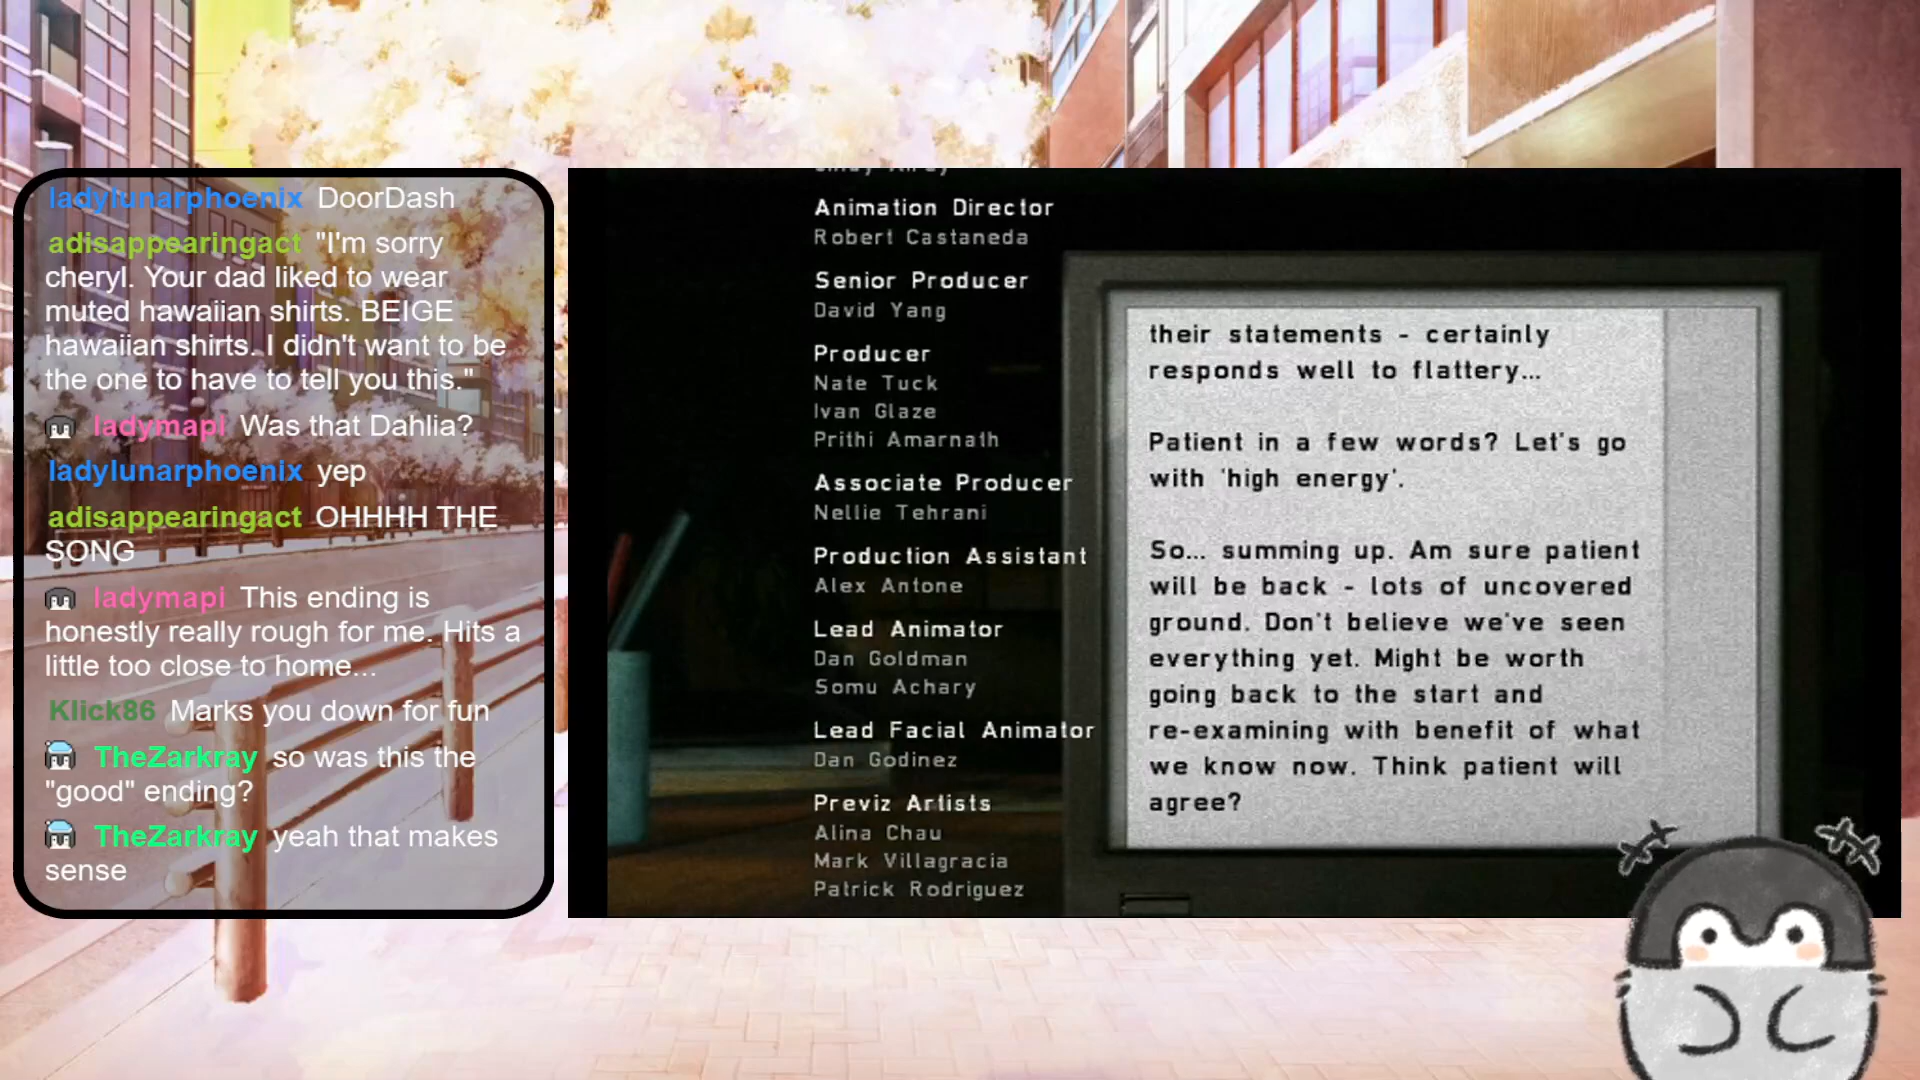 ladylunarphoenix DoorDash
adisappearingact "I'm sorry
cheryl. Your dad liked to wear
muted hawaiian shirts. BEIGE
hawaiian shirts. I didn't want to be
the one to have to tell you this."
ladymapi Was that Dahlia?
ladylunarphoenix yep
adisappearingact OHHHH THE
SONG
ladymapi This ending is
honestly really rough for me. Hits a
little too close to home...
Klick86 Marks you down for fun
TheZarkray so was this the
"good" ending?
TheZarkray yeah that makes
sense
Animation Director
Robert Castaneda
Senior Producer
David Yang
Producer
Nate Tuck
Ivan Glaze
Prithi Amarnath
Associate Producer
Nellie Tehrani
Production Assistant
Alex Antone
Lead Animator
Dan Goldman
Somu Achary
Lead Facial Animator
Dan Godinez
Previz Artists
Alina Chau
Mark Villagracia
Patrick Rodriguez
their statements - certainly
responds well to flattery...
Patient in a few words? Let's go
with 'high energy'.
So... summing up. Am sure patient
will be back - lots of uncovered
ground. Don't believe we've seen
everything yet. Might be worth
going back to the start and
re-examining with benefit of what
we know now. Think patient will
agree?